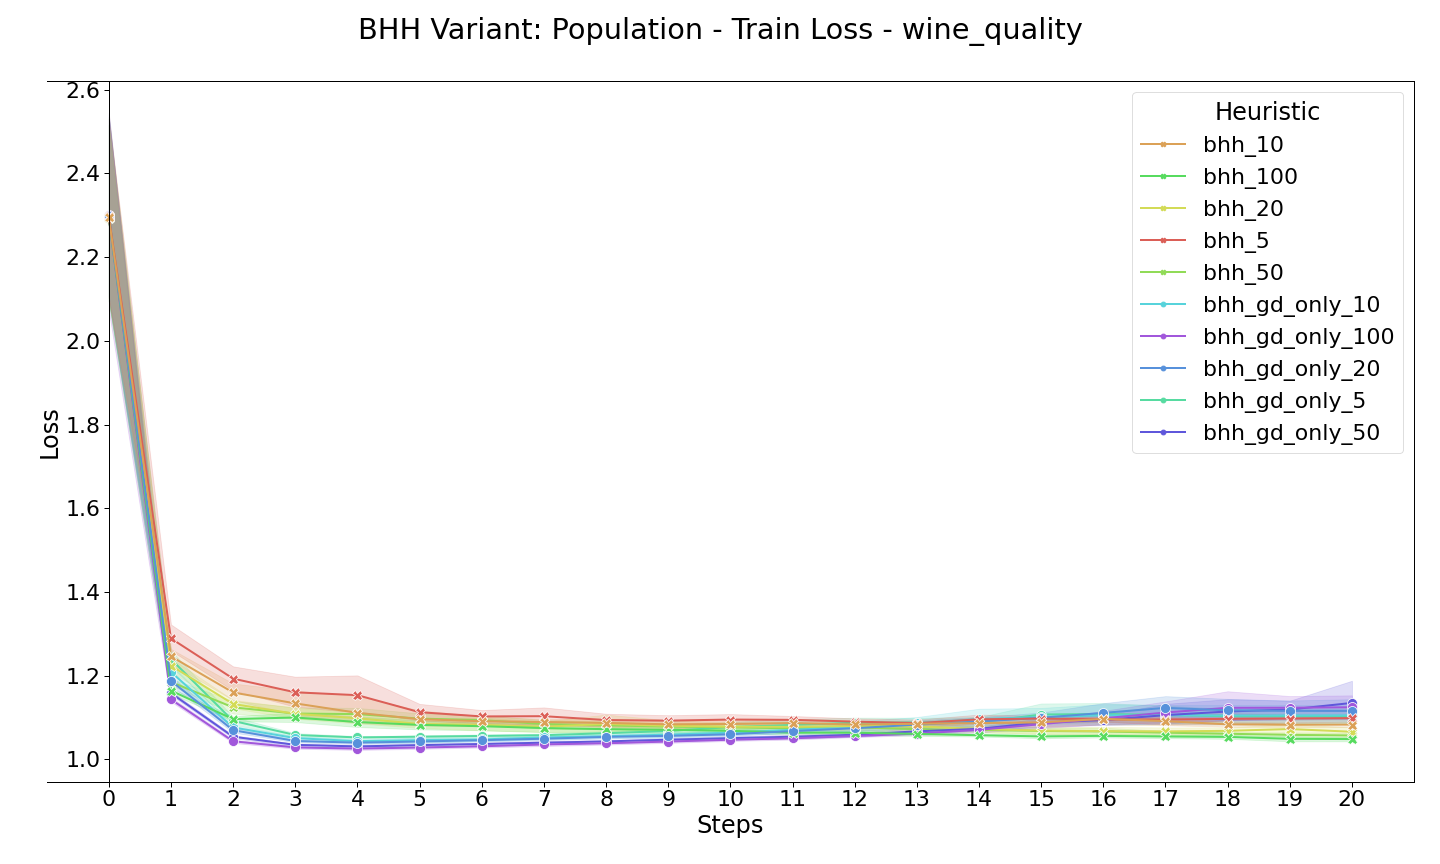 BHH Variant: Population - Train Loss - wine_quality
2.6
2.4
2.2
2.0
1.8
1.6
1.4
1.2
1.0
Loss
Heuristic
bhh_10
bhh_100
bhh_20
bhh_5
bhh_50
bhh_gd_only_10
bhh_gd_only_100
bhh_gd_only_20
bhh_gd_only_5
bhh_gd_only_50
0 1 2 3 4 5 6 7 8 9 10 11 12 13 14 15 16 17 18 19 20
Steps